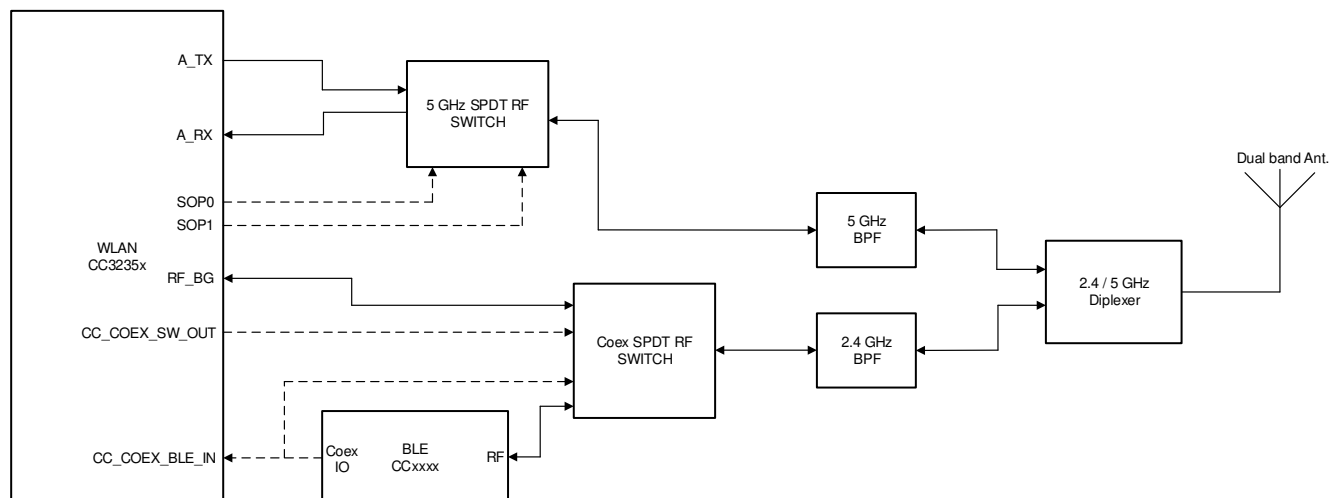 A_TX
A_RX
SOP0
SOP1
WLAN
CC3235x
RF_BG
CC_COEX_SW_OUT
CC_COEX_BLE_IN
5 GHz SPDT RF
SWITCH
Coex SPDT RF
SWITCH
Coex
IO
BLE
CCxxxx
RF
5 GHz
BPF
2.4 GHz
BPF
2.4 / 5 GHz
Diplexer
Dual band Ant.